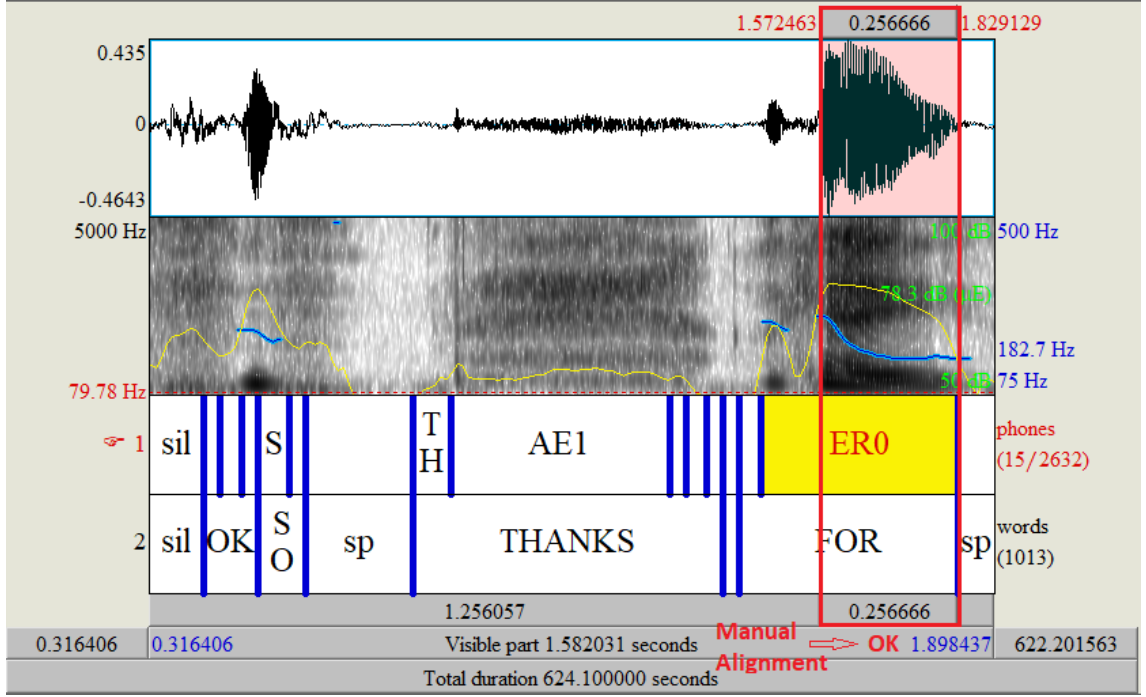 1.572463 0.256666 1.829129
0.435
0
-0.4643
5000 Hz 100 dB 500 Hz
78.3 dB (µE)
182.7 Hz
79.78 Hz 50 dB 75 Hz
☞ 1 sil S TH AE1 ER0 phones
(15/2632)
2 sil OK SO sp THANKS FOR sp words
(1013)
1.256057 0.256666
0.316406 0.316406 Visible part 1.582031 seconds Manual Alignment OK 1.898437 622.201563
Total duration 624.100000 seconds